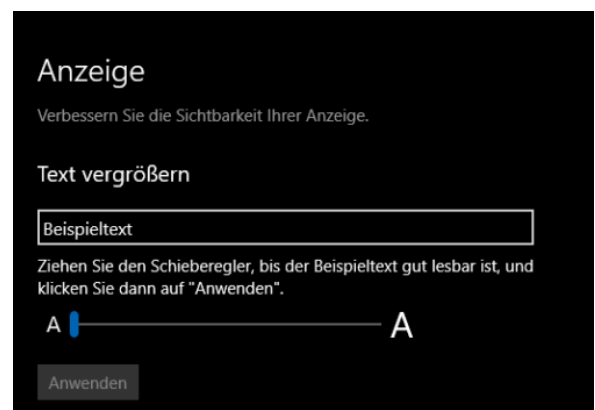 Anzeige
Verbessern Sie die Sichtbarkeit Ihrer Anzeige.
Text vergrößern
Beispieltext
Ziehen Sie den Schieberegler, bis der Beispieltext gut lesbar ist, und
klicken Sie dann auf "Anwenden".
A A
Anwenden